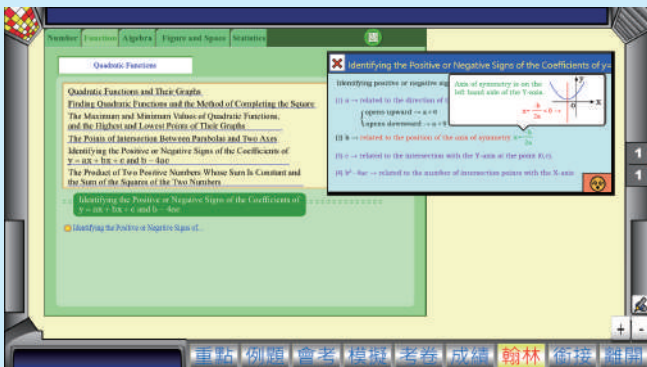 Number Function Algebra Figure and Space Statistics
Quadratic Functions
Quadratic Functions and Their Graphs
Finding Quadratic Functions and the Method of Completing the Square
The Maximum and Minimum Values of Quadratic Functions,
and the Highest and Lowest Points of Their Graphs
The Points of Intersection Between Parabolas and Two Axes
Identifying the Positive or Negative Signs of the Coefficients of
y = ax + bx + c and b − 4ac
The Product of Two Positive Numbers Whose Sum Is Constant and
the Sum of the Squares of the Two Numbers
Identifying the Positive or Negative Signs of the Coefficients of
y = ax + bx + c and b − 4ac
Identifying the Positive or Negative Signs of...
Identifying the Positive or Negative Signs of the Coefficients of y=
Identifying positive or negative sig
Axis of symmetry is on the
left hand side of the Y-axis.
(1) a → related to the direction of
opens upward → a > 0
opens downward → a < 0
(2) b → related to the position of the axis of symmetry
(3) c → related to the intersection with the Y-axis at the point
(4) b² - 4ac → related to the number of intersection points with the X-axis
y
x
0
1
1
+ -
重點 例題 會考 模擬 考卷 成績 翰林 銜接 離開